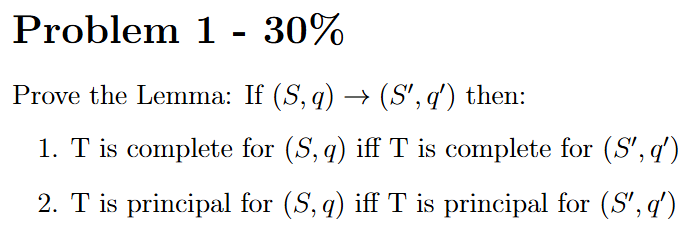 Problem 1 - 30%
Prove the Lemma: If (S, q) → (S′, q′) then:
1. T is complete for (S, q) iff T is complete for (S′, q′)
2. T is principal for (S, q) iff T is principal for (S′, q′)